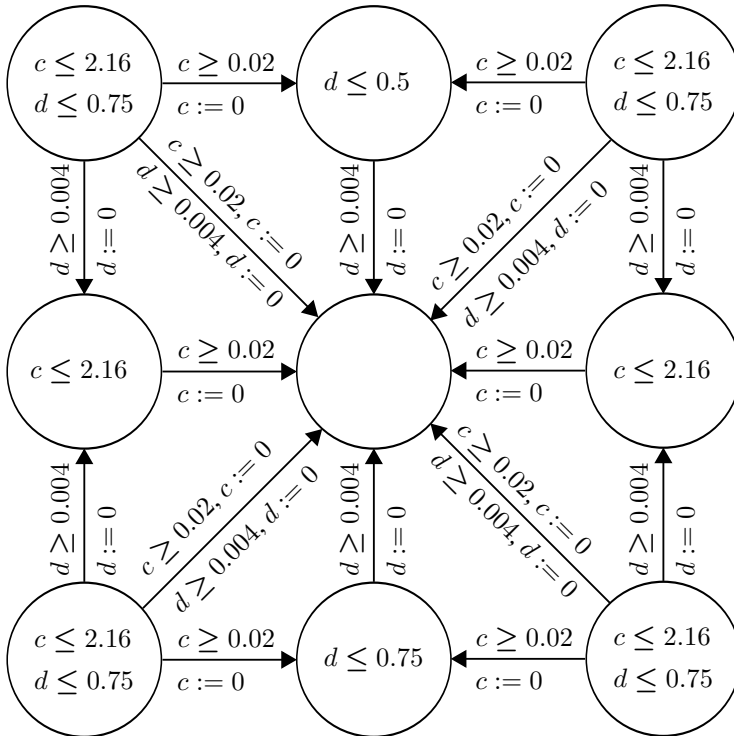 c ≤ 2.16
d ≤ 0.75
c ≥ 0.02
c := 0
d ≤ 0.5
c ≥ 0.02
c := 0
c ≤ 2.16
d ≤ 0.75
d ≥ 0.004
d := 0
c ≥ 0.02, c := 0
d ≥ 0.004, d := 0
d ≥ 0.004
d := 0
c ≥ 0.02, c := 0
d ≥ 0.004, d := 0
d ≥ 0.004
d := 0
c ≤ 2.16
c ≥ 0.02
c := 0
c ≥ 0.02
c := 0
c ≤ 2.16
d ≥ 0.004
d := 0
c ≥ 0.02, c := 0
d ≥ 0.004, d := 0
d ≥ 0.004
d := 0
c ≥ 0.02, c := 0
d ≥ 0.004, d := 0
d ≥ 0.004
d := 0
c ≤ 2.16
d ≤ 0.75
c ≥ 0.02
c := 0
d ≤ 0.75
c ≥ 0.02
c := 0
c ≤ 2.16
d ≤ 0.75